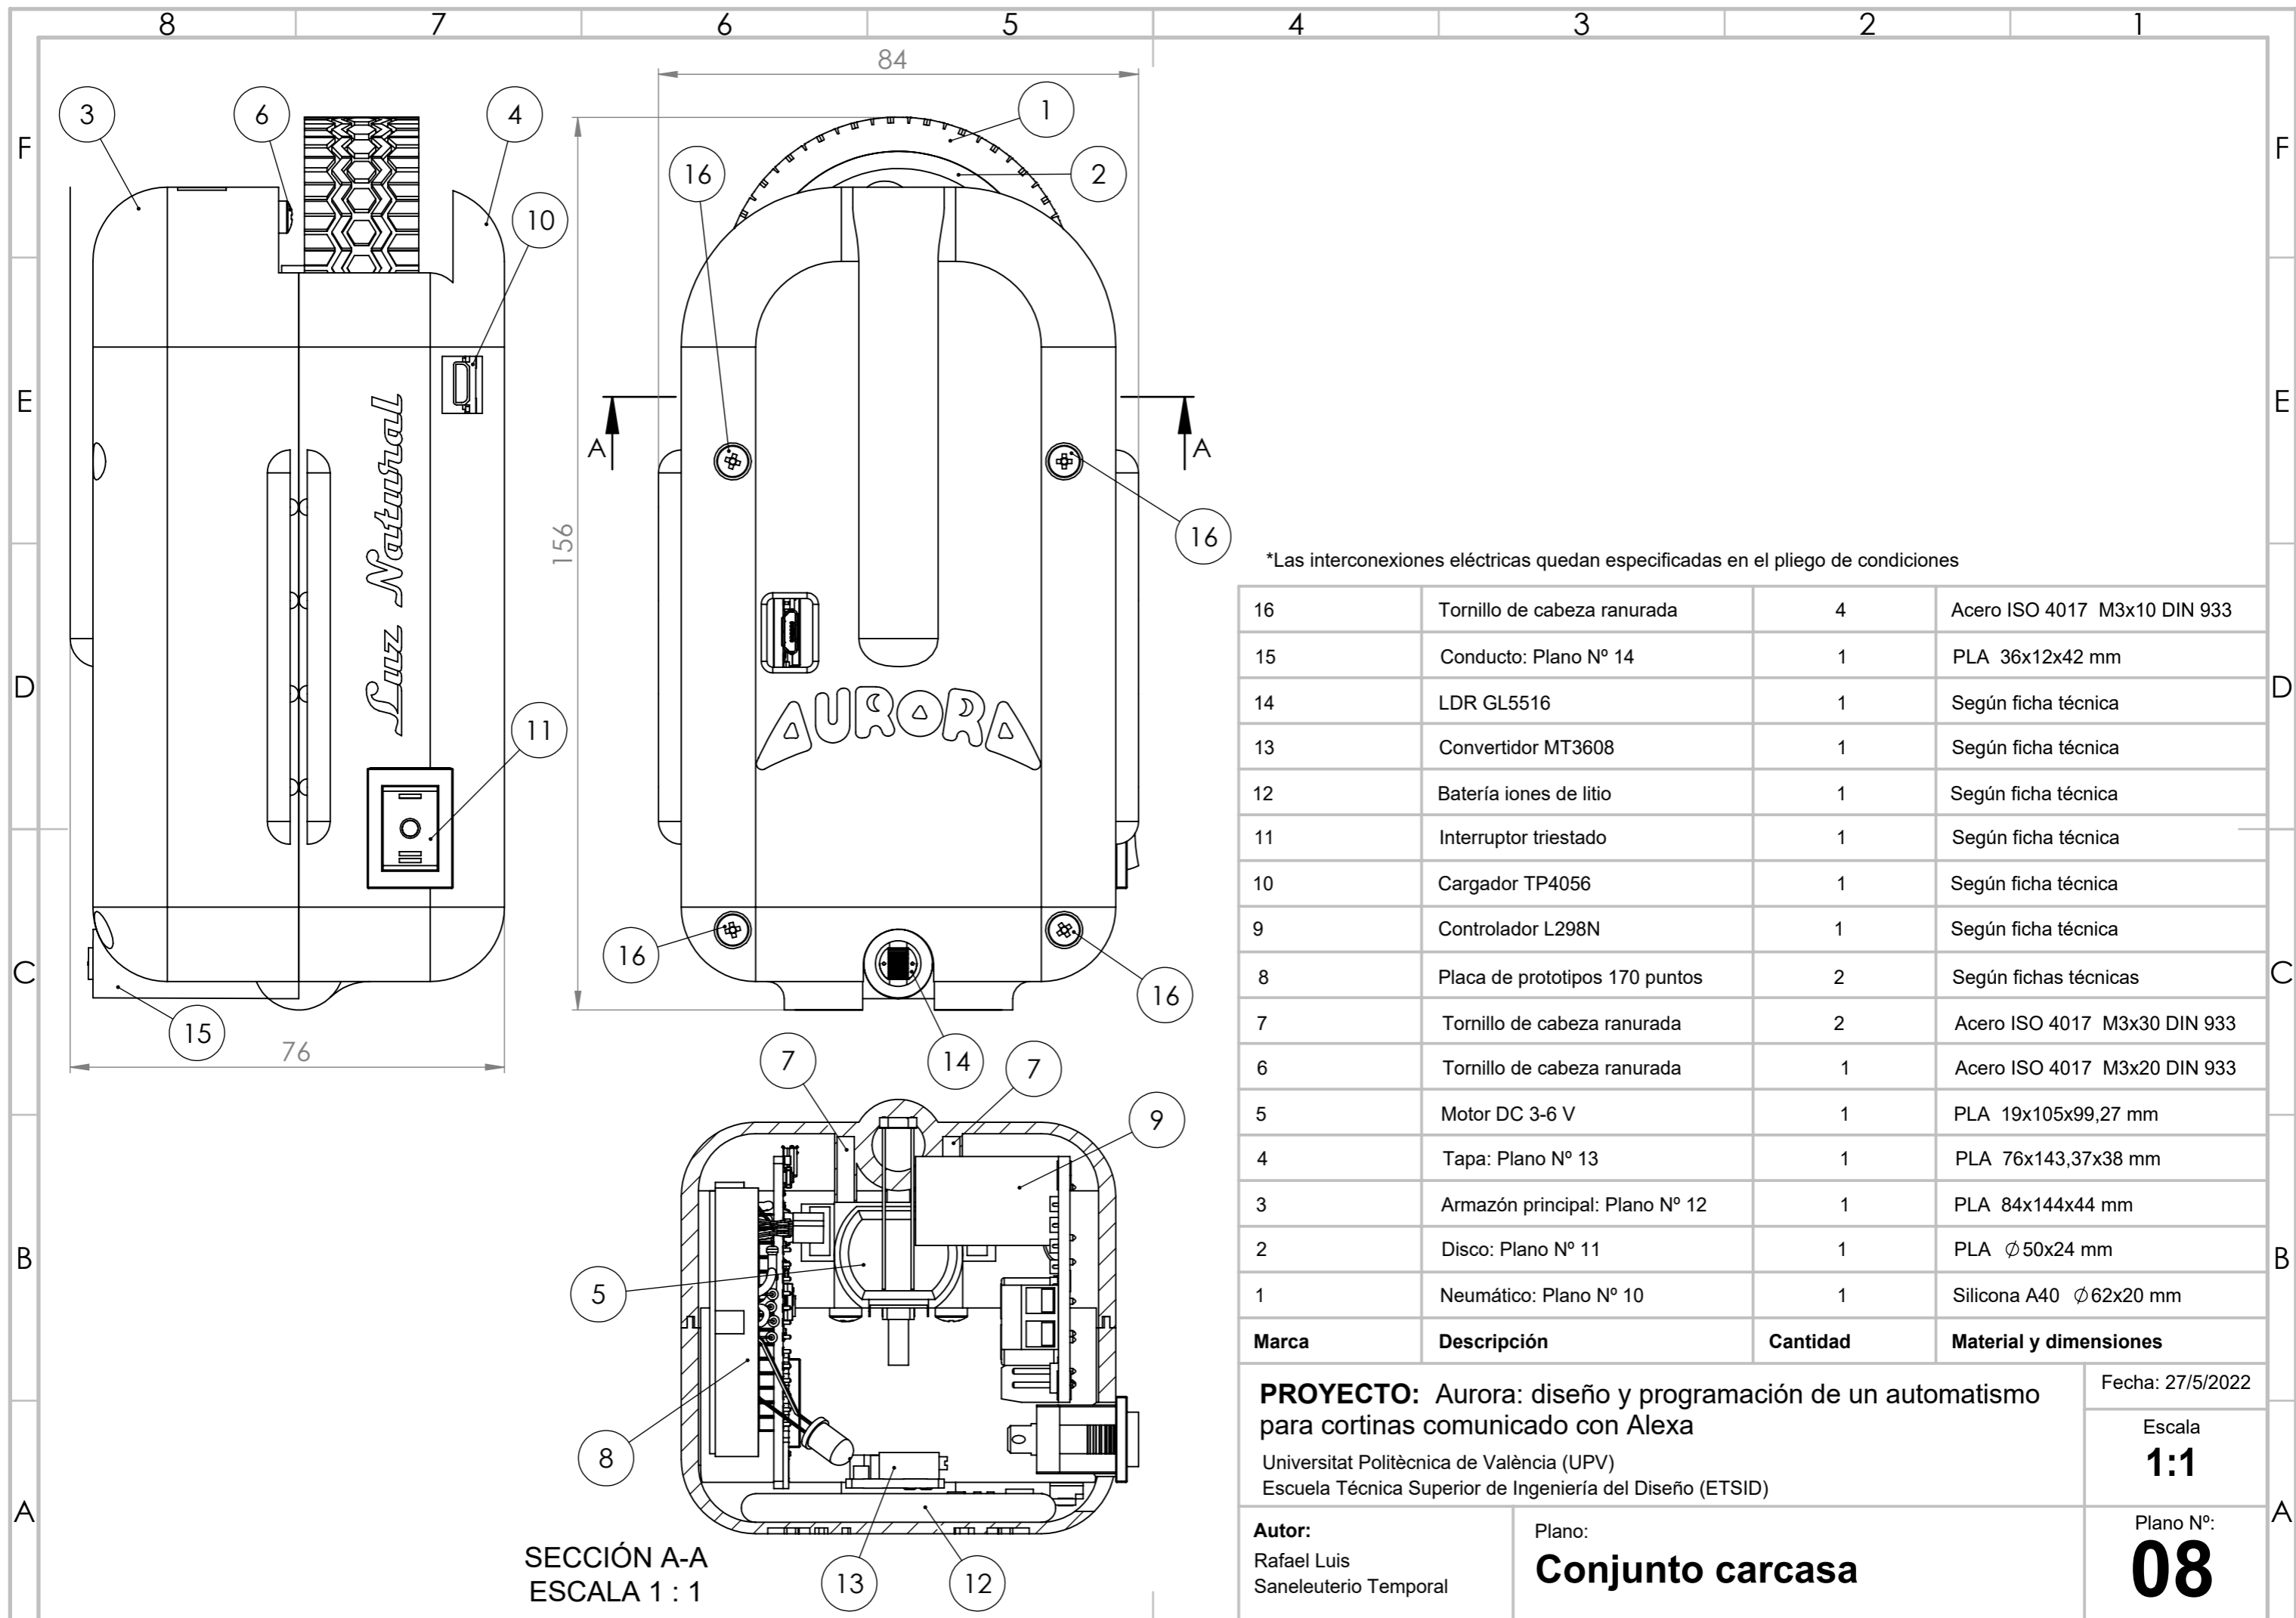 8 7 6 5 4 3 2 1
F
E
D
C
B
A
F
E
D
C
B
A
3
6
4
10
Luz Natural
11
15
76
84
156
1
2
16
16
A
A
AURORA
16
16
14
7
7
9
5
8
13
12
SECCIÓN A-A
ESCALA 1 : 1
*Las interconexiones eléctricas quedan especificadas en el pliego de condiciones
16 Tornillo de cabeza ranurada 4 Acero ISO 4017 M3x10 DIN 933
15 Conducto: Plano Nº 14 1 PLA 36x12x42 mm
14 LDR GL5516 1 Según ficha técnica
13 Convertidor MT3608 1 Según ficha técnica
12 Batería iones de litio 1 Según ficha técnica
11 Interruptor triestado 1 Según ficha técnica
10 Cargador TP4056 1 Según ficha técnica
9 Controlador L298N 1 Según ficha técnica
8 Placa de prototipos 170 puntos 2 Según fichas técnicas
7 Tornillo de cabeza ranurada 2 Acero ISO 4017 M3x30 DIN 933
6 Tornillo de cabeza ranurada 1 Acero ISO 4017 M3x20 DIN 933
5 Motor DC 3-6 V 1 PLA 19x105x99,27 mm
4 Tapa: Plano Nº 13 1 PLA 76x143,37x38 mm
3 Armazón principal: Plano Nº 12 1 PLA 84x144x44 mm
2 Disco: Plano Nº 11 1 PLA ∅50x24 mm
1 Neumático: Plano Nº 10 1 Silicona A40 ∅62x20 mm
Marca Descripción Cantidad Material y dimensiones
PROYECTO: Aurora: diseño y programación de un automatismo
para cortinas comunicado con Alexa
Universitat Politècnica de València (UPV)
Escuela Técnica Superior de Ingeniería del Diseño (ETSID)
Fecha: 27/5/2022
Escala
1:1
Autor:
Rafael Luis
Saneleuterio Temporal
Plano:
Conjunto carcasa
Plano Nº:
08